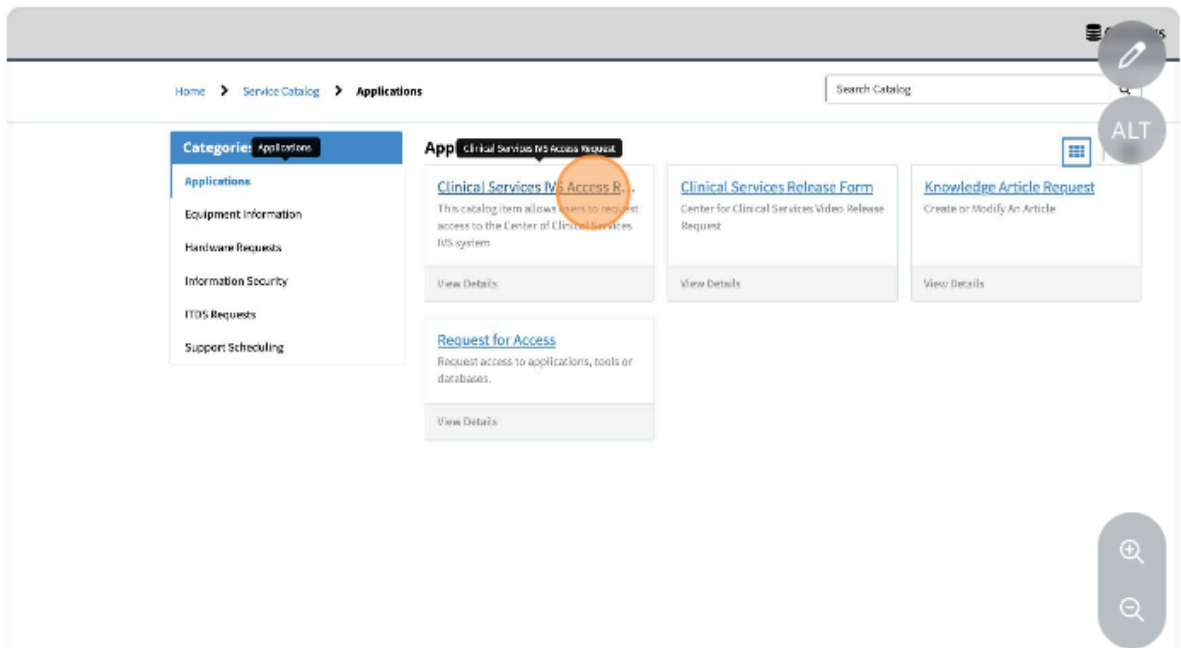 Home > Service Catalog > Applications
Search Catalog
ALT
Categories
Applications
Applications
Equipment Information
Hardware Requests
Information Security
ITDS Requests
Support Scheduling
App
Clinical Services IVS Access Request
Clinical Services IVS Access R...
This catalog item allows users to request
access to the Center of Clinical Services
IVS system
View Details
Clinical Services Release Form
Center for Clinical Services Video Release
Request
View Details
Knowledge Article Request
Create or Modify An Article
View Details
Request for Access
Request access to applications, tools or
databases.
View Details